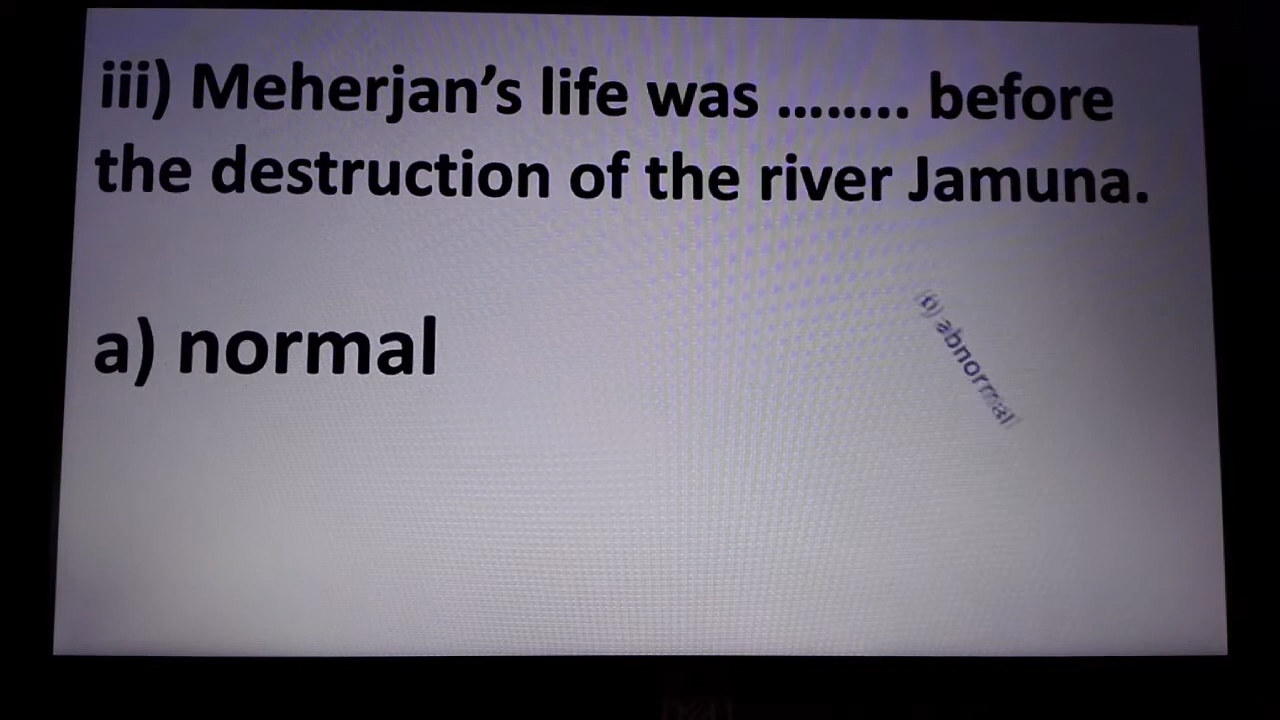 iii) Meherjan’s life was …….. before
the destruction of the river Jamuna.
a) normal
b) abnormal